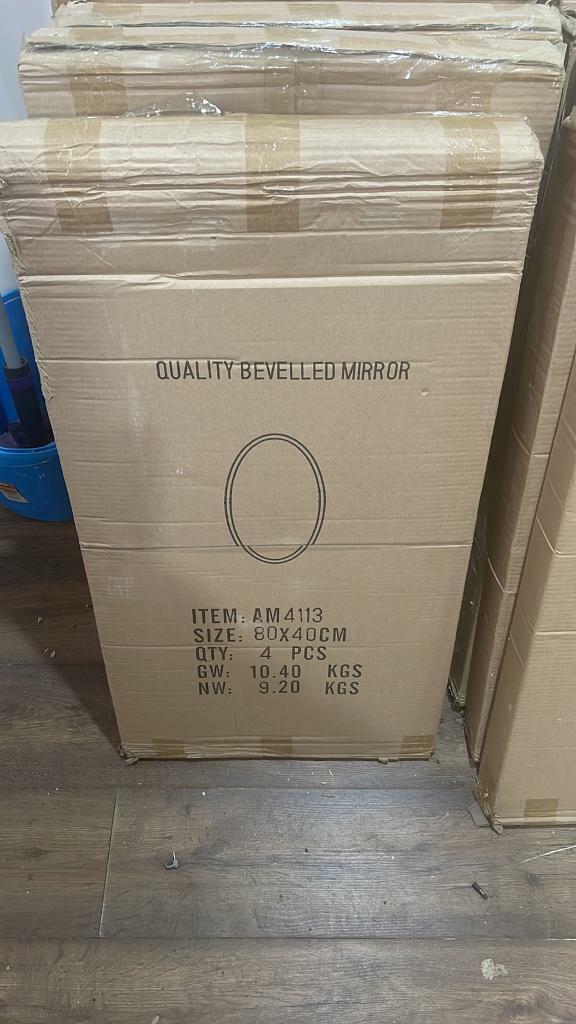 QUALITY BEVELLED MIRROR
ITEM: AM4113
SIZE: 80X40CM
QTY: 4 PCS
GW: 10.40 KGS
NW: 9.20 KGS